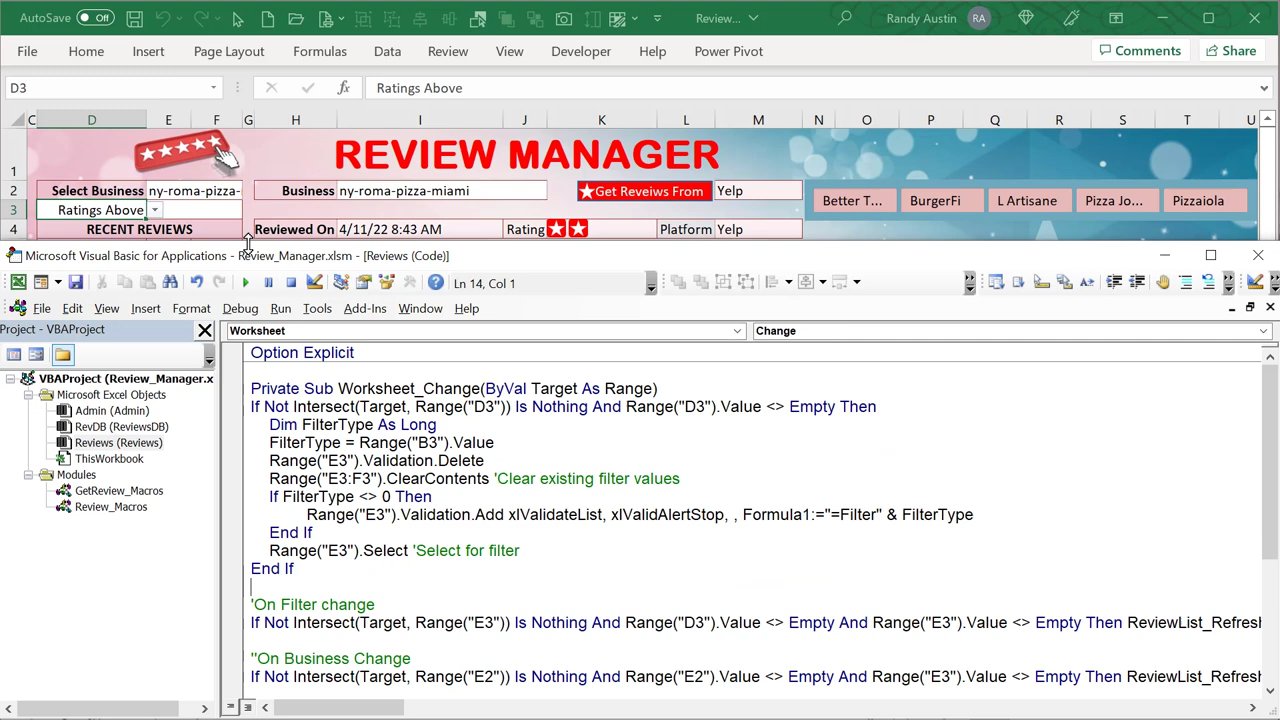 AutoSave Off Review... Randy Austin RA
File Home Insert Page Layout Formulas Data Review View Developer Help Power Pivot Comments Share
D3 fx Ratings Above
C D E F G H I J K L M N O P Q R S T U
1 REVIEW MANAGER
2 Select Business ny-roma-pizza- Business ny-roma-pizza-miami Get Reveiws From Yelp
Better T... BurgerFi L Artisane Pizza Jo... Pizzaiola
3 Ratings Above
4 RECENT REVIEWS Reviewed On 4/11/22 8:43 AM Rating Platform Yelp
Microsoft Visual Basic for Applications - Review_Manager.xlsm - [Reviews (Code)]
Ln 14, Col 1
File Edit View Insert Format Debug Run Tools Add-Ins Window Help
Project - VBAProject
Worksheet Change
VBAProject (Review_Manager.x
Microsoft Excel Objects
Admin (Admin)
RevDB (ReviewsDB)
Reviews (Reviews)
ThisWorkbook
Modules
GetReview_Macros
Review_Macros
Option Explicit
Private Sub Worksheet_Change(ByVal Target As Range)
If Not Intersect(Target, Range("D3")) Is Nothing And Range("D3").Value <> Empty Then
Dim FilterType As Long
FilterType = Range("B3").Value
Range("E3").Validation.Delete
Range("E3:F3").ClearContents 'Clear existing filter values
If FilterType <> 0 Then
Range("E3").Validation.Add xlValidateList, xlValidAlertStop, , Formula1:="=Filter" & FilterType
End If
Range("E3").Select 'Select for filter
End If
'On Filter change
If Not Intersect(Target, Range("E3")) Is Nothing And Range("D3").Value <> Empty And Range("E3").Value <> Empty Then ReviewList_Refresh
''On Business Change
If Not Intersect(Target, Range("E2")) Is Nothing And Range("E2").Value <> Empty And Range("E3").Value <> Empty Then ReviewList_Refresh